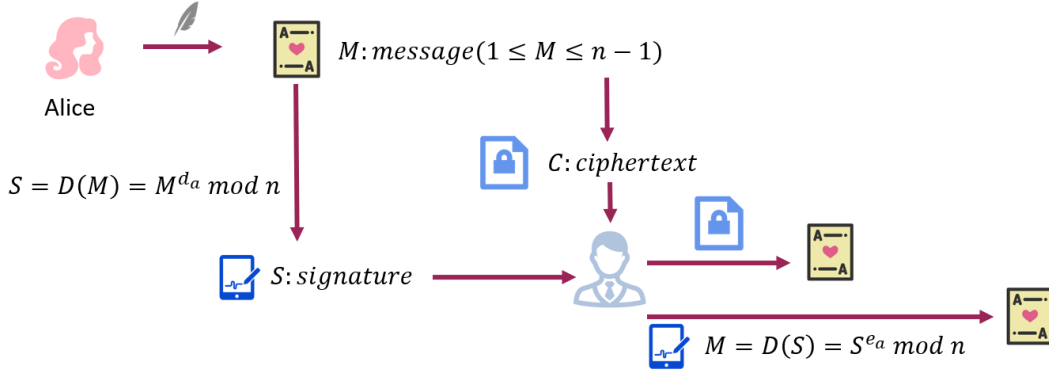 M: message(1 ≤ M ≤ n − 1)
Alice
C: ciphertext
S = D(M) = M^{d_a} mod n
S: signature
M = D(S) = S^{e_a} mod n
A
A
A
A
A
A